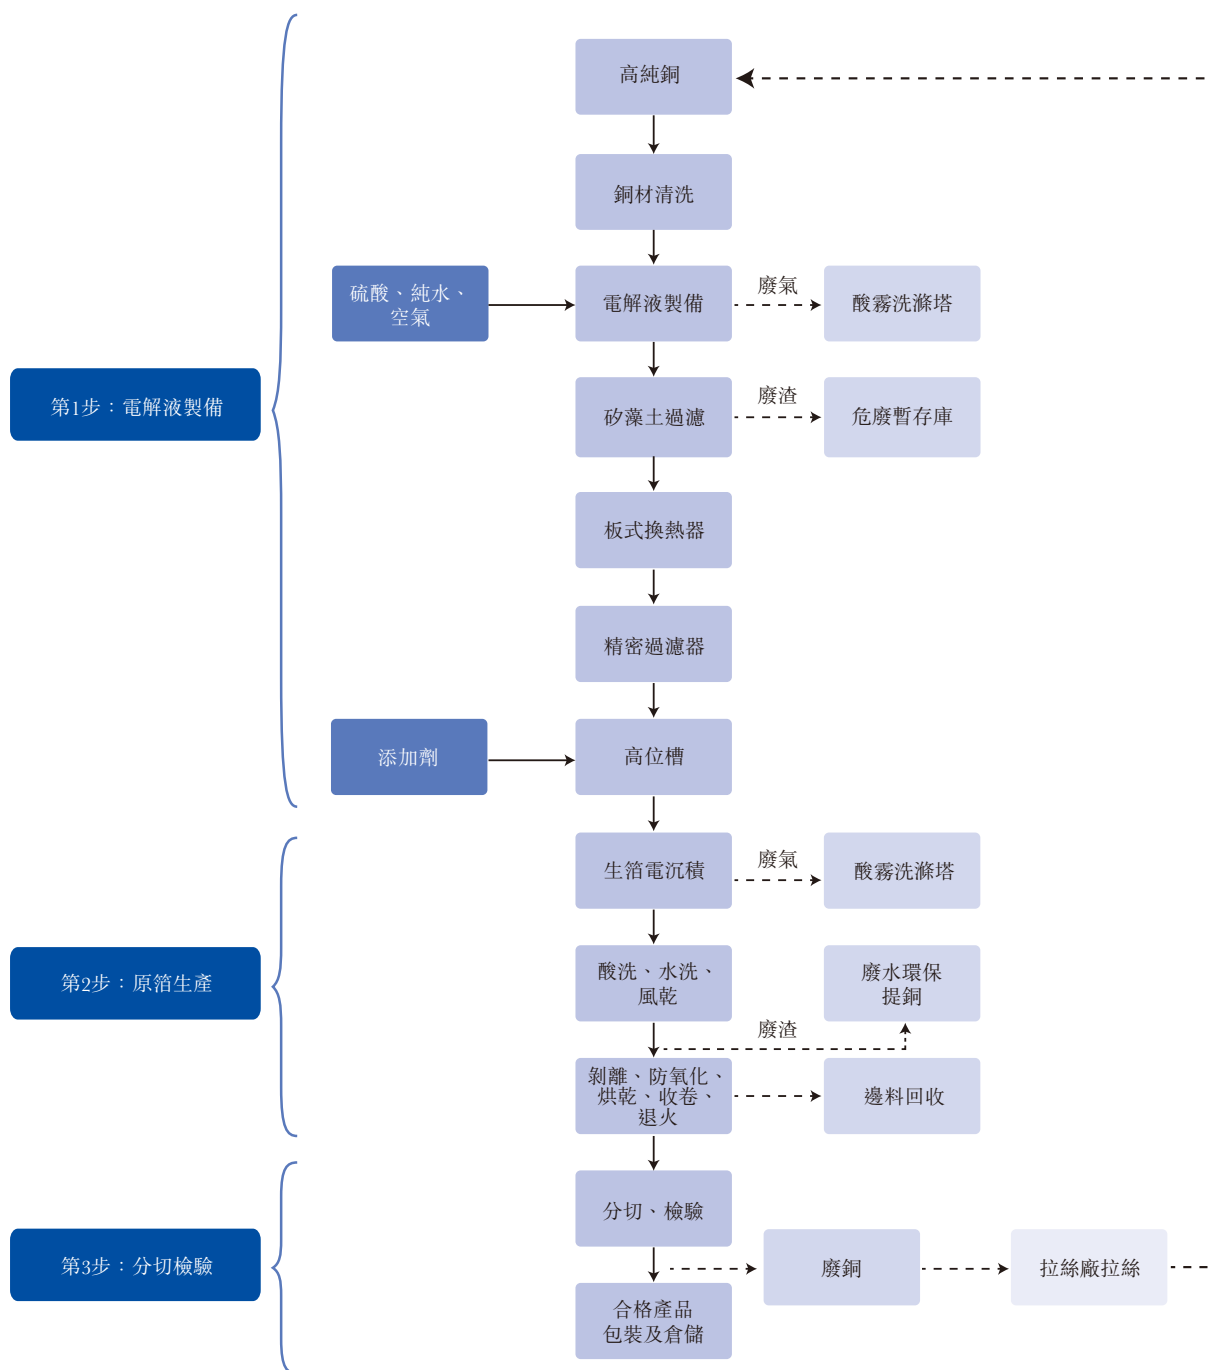 高純銅
銅材清洗
硫酸、純水、
空氣
電解液製備
廢氣
酸霧洗滌塔
第1步：電解液製備
矽藻土過濾
廢渣
危廢暫存庫
板式換熱器
精密過濾器
添加劑
高位槽
生箔電沉積
廢氣
酸霧洗滌塔
第2步：原箔生產
酸洗、水洗、
風乾
廢水環保
提銅
廢渣
剝離、防氧化、
烘乾、收卷、
退火
邊料回收
分切、檢驗
第3步：分切檢驗
廢銅
拉絲廠拉絲
合格產品
包裝及倉儲